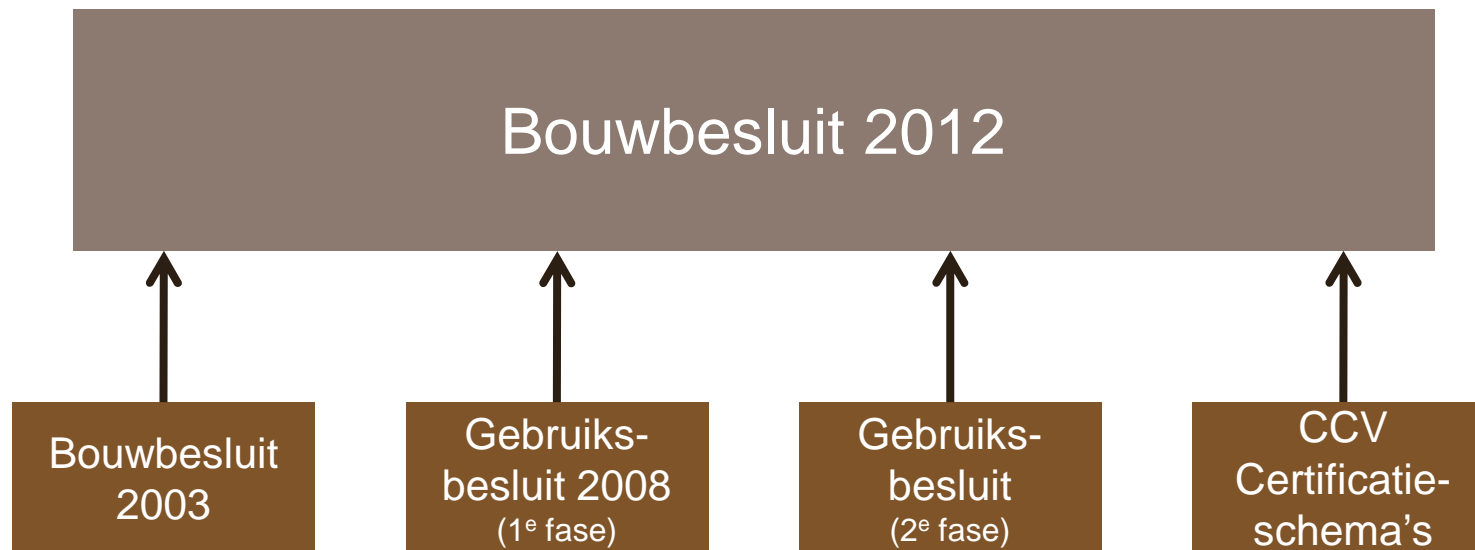 Bouwbesluit 2012
Bouwbesluit
2003
Gebruiks-
besluit 2008
(1e fase)
Gebruiks-
besluit
(2e fase)
CCV
Certificatie-
schema’s